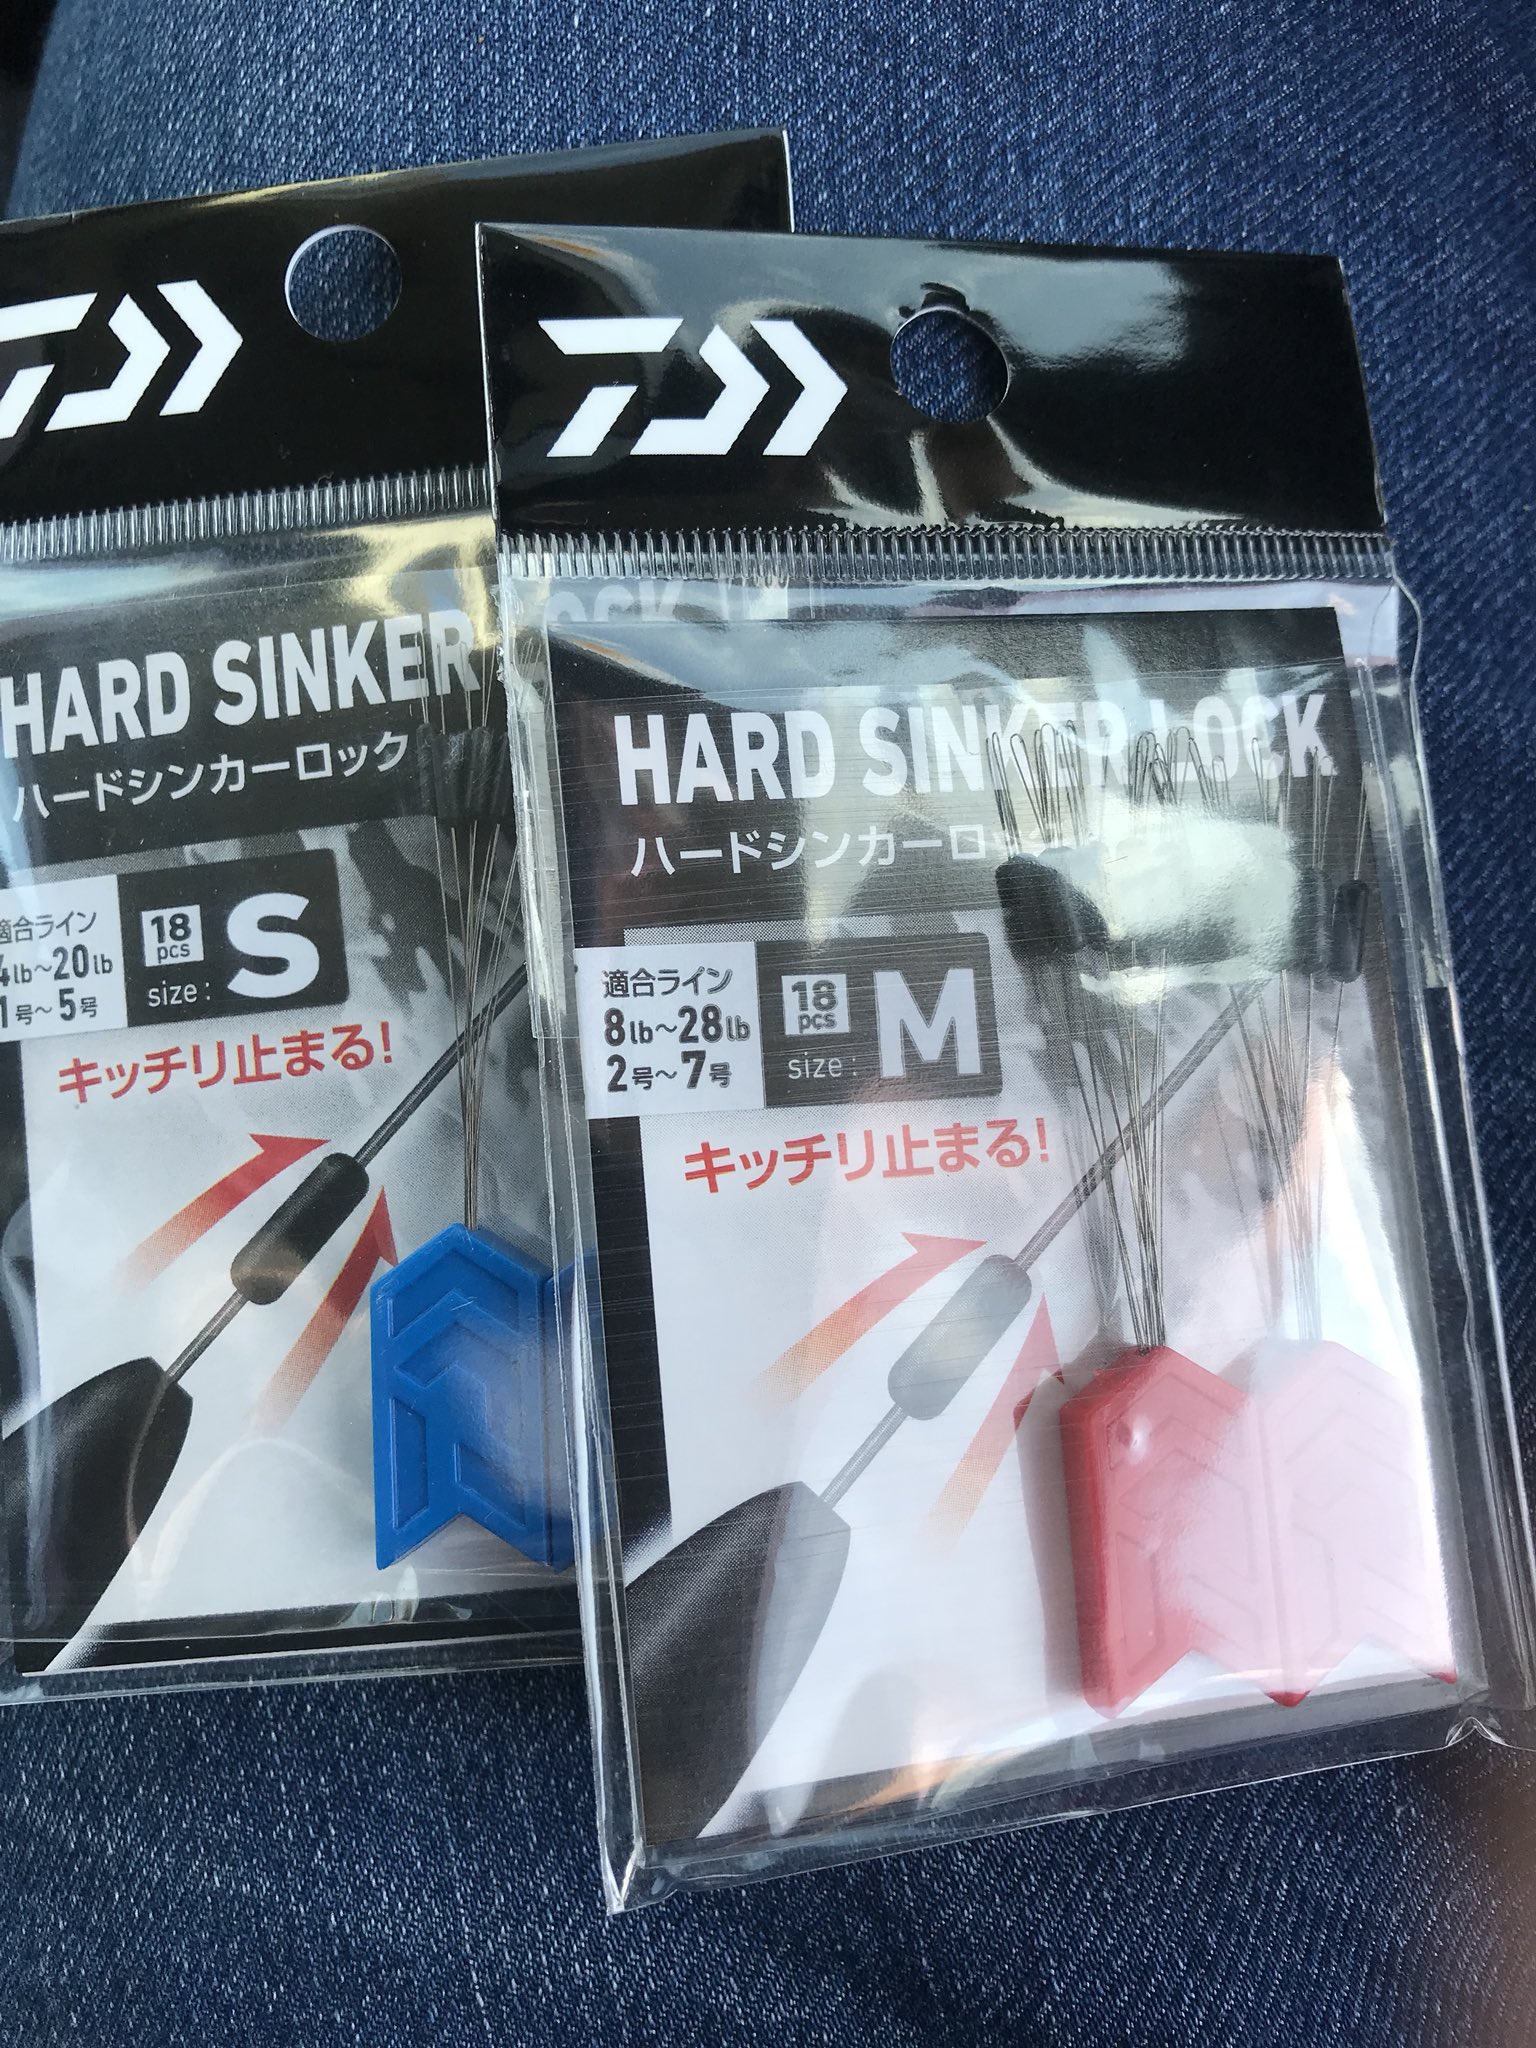 HARD SINKER LOCK
ハードシンカーロック
適合ライン
4lb～20lb
1号～5号
18
pcs
size: S
キッチリ止まる!
HARD SINKER LOCK
ハードシンカーロック
適合ライン
8lb～28lb
2号～7号
18
pcs
size: M
キッチリ止まる!